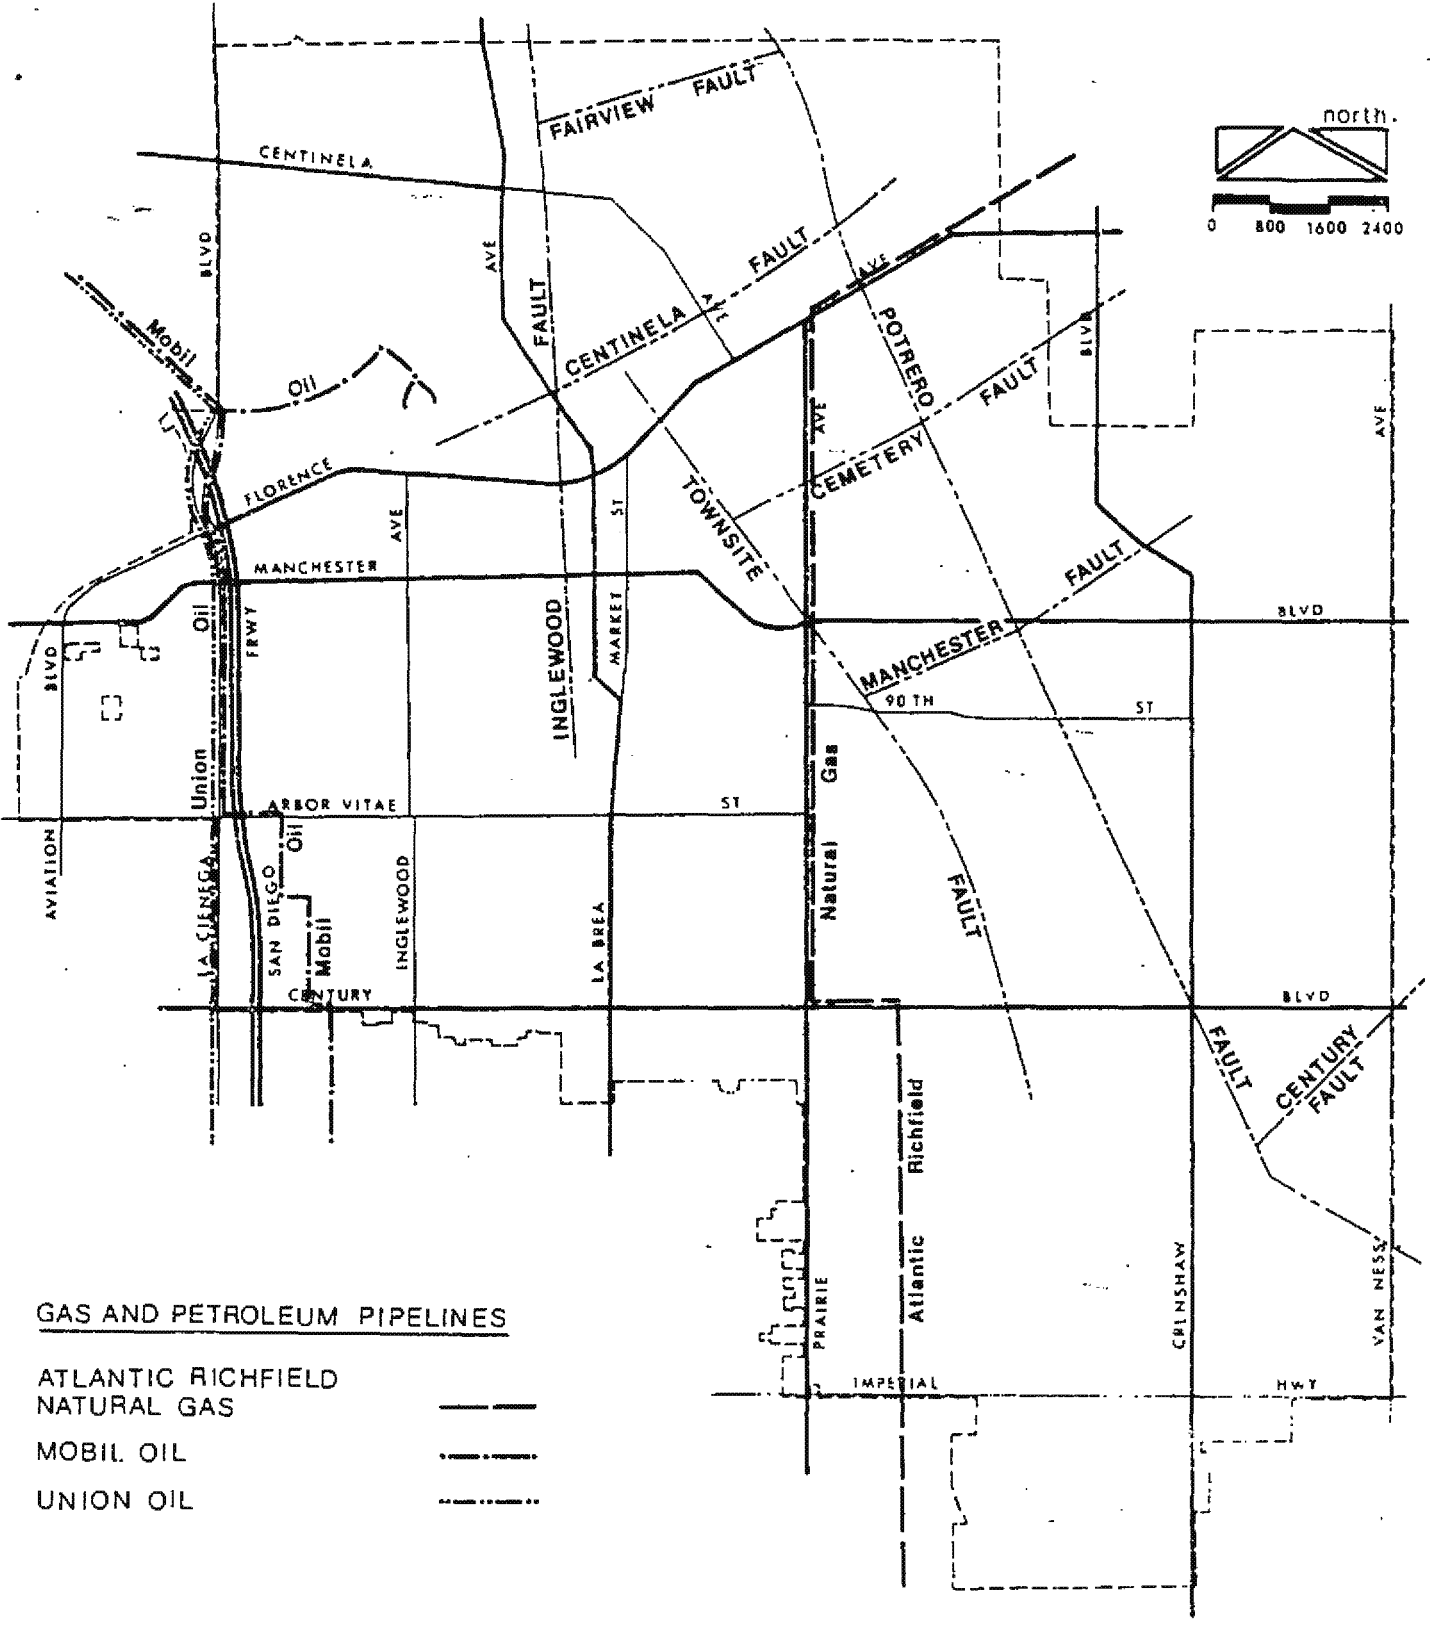 north.
0 800 1600 2400
FAIRVIEW FAULT
CENTINELA
AVE
BLVD
AVE
FAULT
CENTINELA FAULT
AVE
AVE
POTRERO
BLVD
Mobil
Oil
CEMETERY FAULT
AVE
AVE
FLORENCE
TOWNSITE
AVE
ST
MANCHESTER
FAULT
BLVD
Oil
FRWY
INGLEWOOD
MARKET
MANCHESTER
BLVD
90 TH ST
Union
Natural Gas
ARBOR VITAE ST
Oil
AVIATION
LA CIENEGA
SAN DIEGO
Mobil
INGLEWOOD
LA BREA
FAULT
CENTURY
BLVD
FAULT
CENTURY
FAULT
Atlantic Richfield
PRAIRIE
CRENSHAW
VAN NESS
IMPERIAL HWY
GAS AND PETROLEUM PIPELINES
ATLANTIC RICHFIELD
NATURAL GAS
MOBIL OIL
UNION OIL